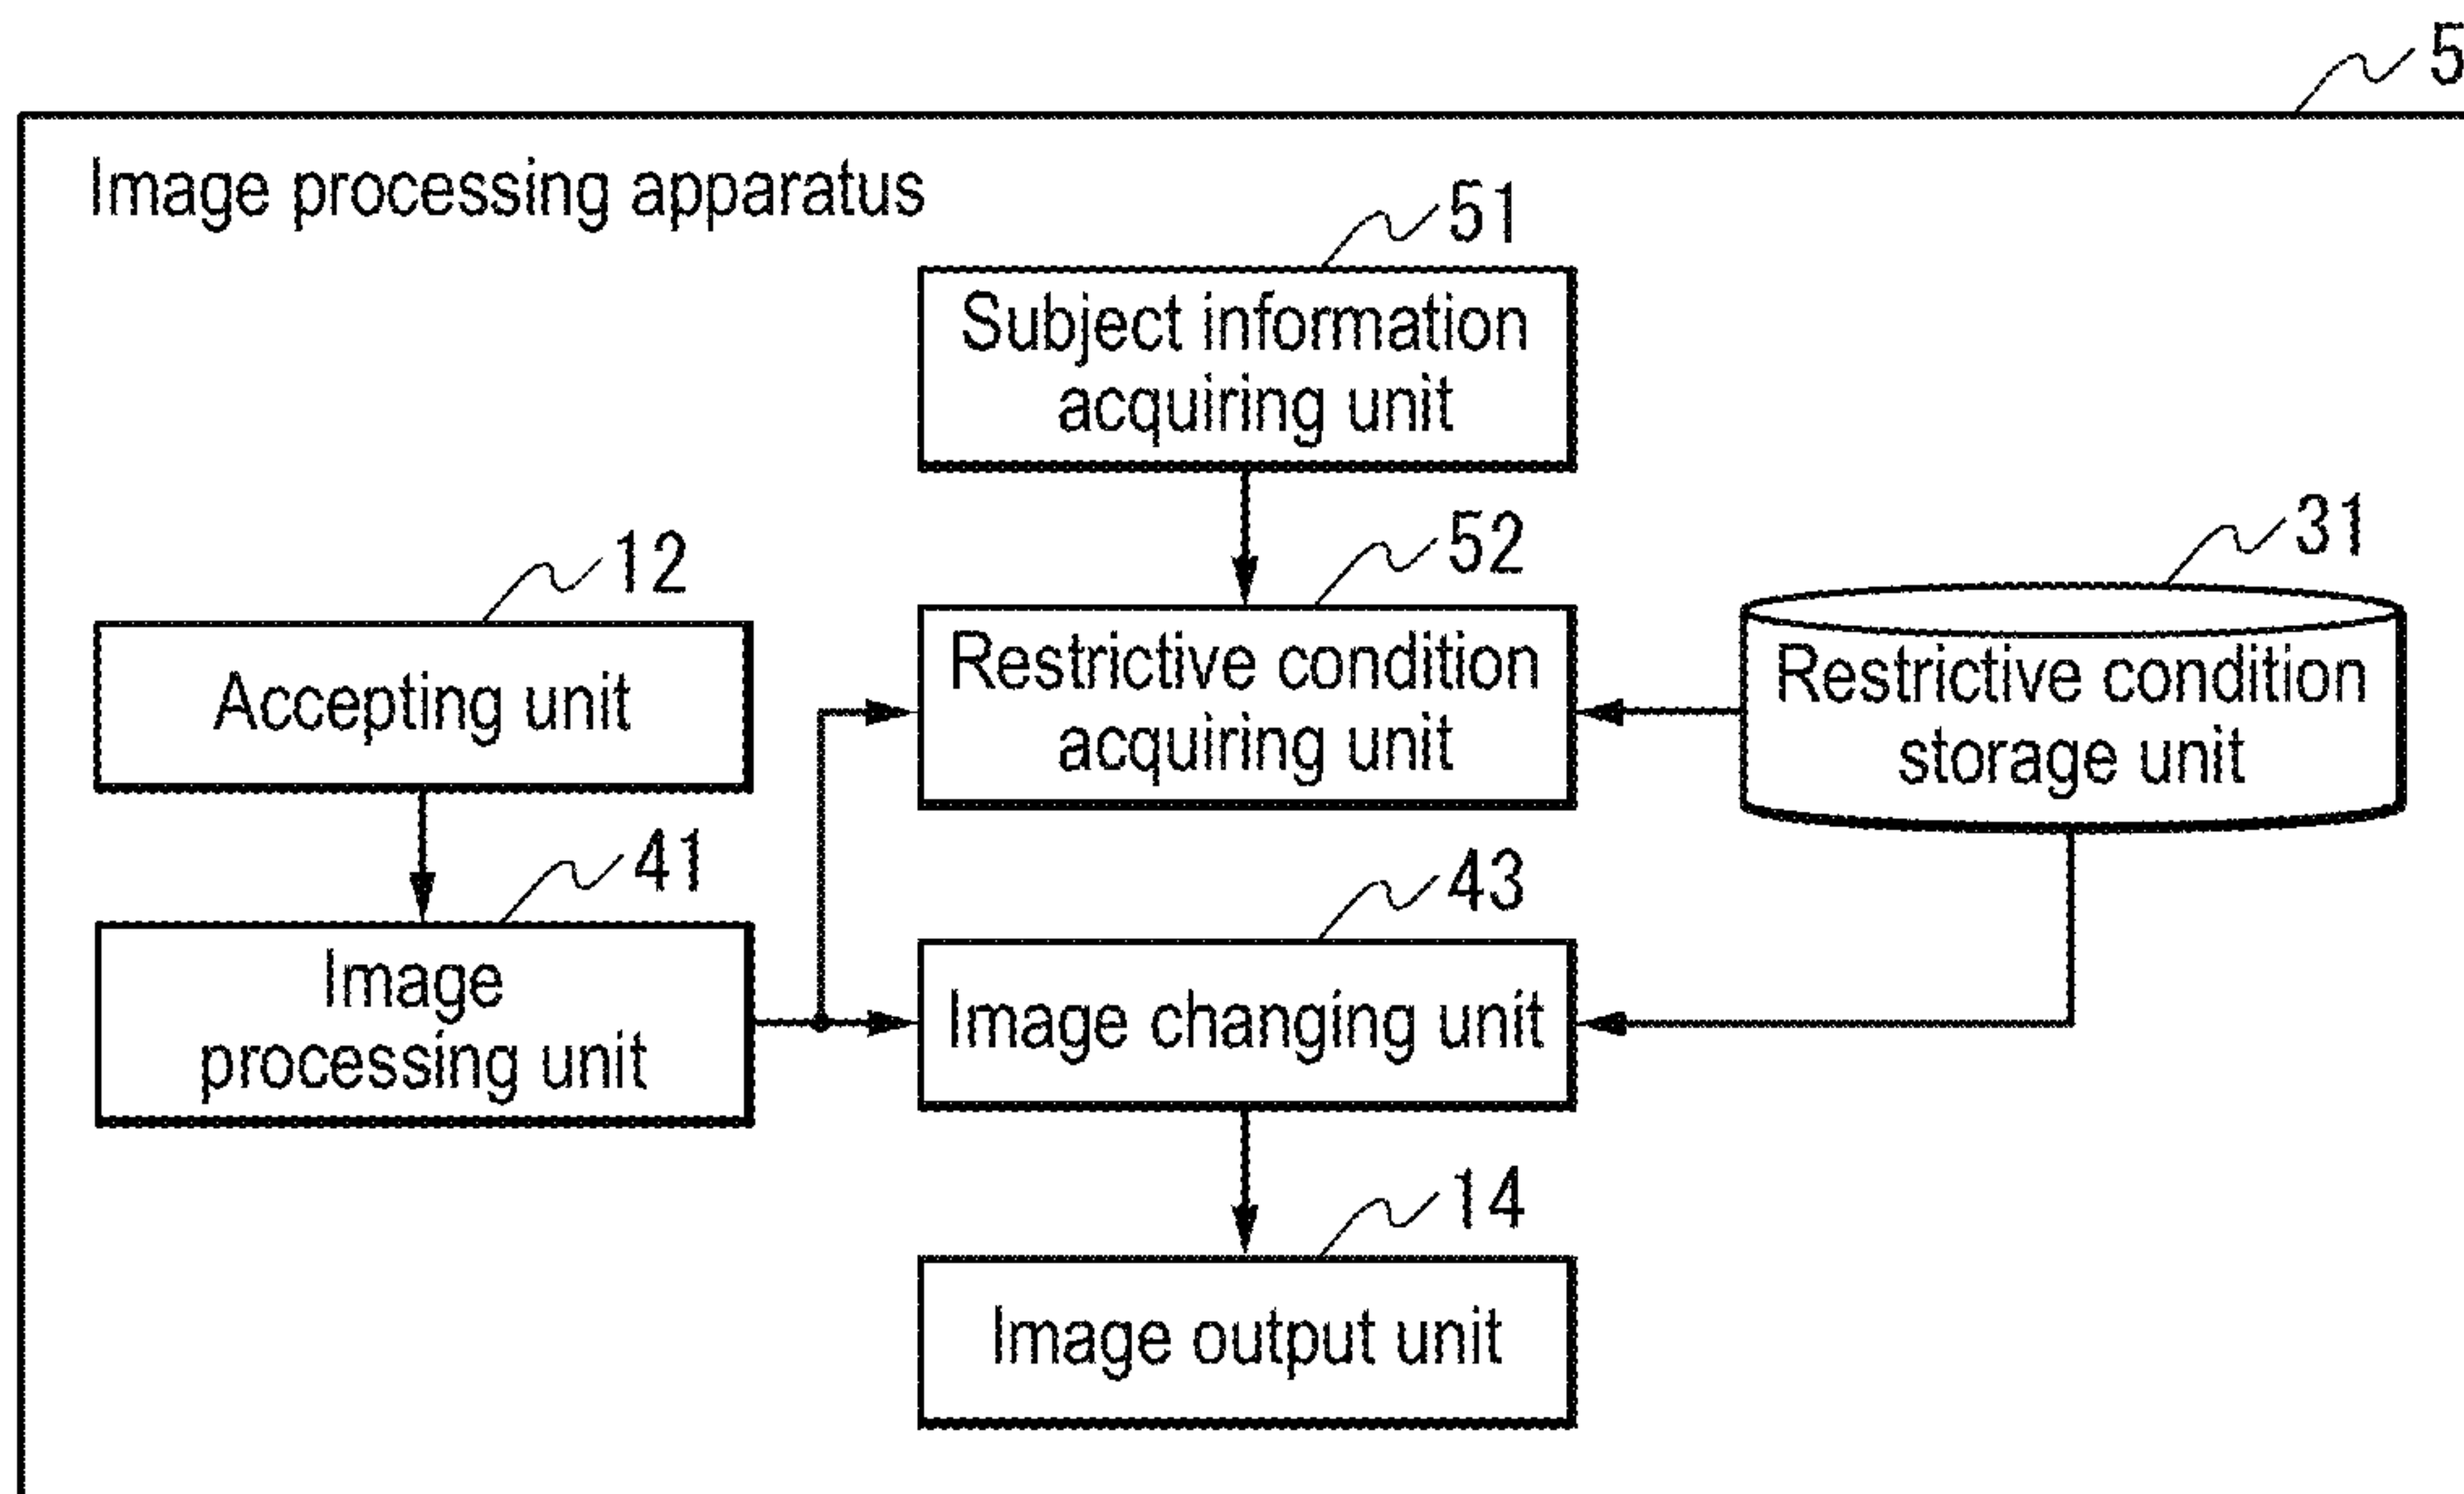 5
Image processing apparatus
51
Subject information
acquiring unit
52
Restrictive condition
acquiring unit
31
Restrictive condition
storage unit
12
Accepting unit
41
Image
processing unit
43
Image changing unit
14
Image output unit